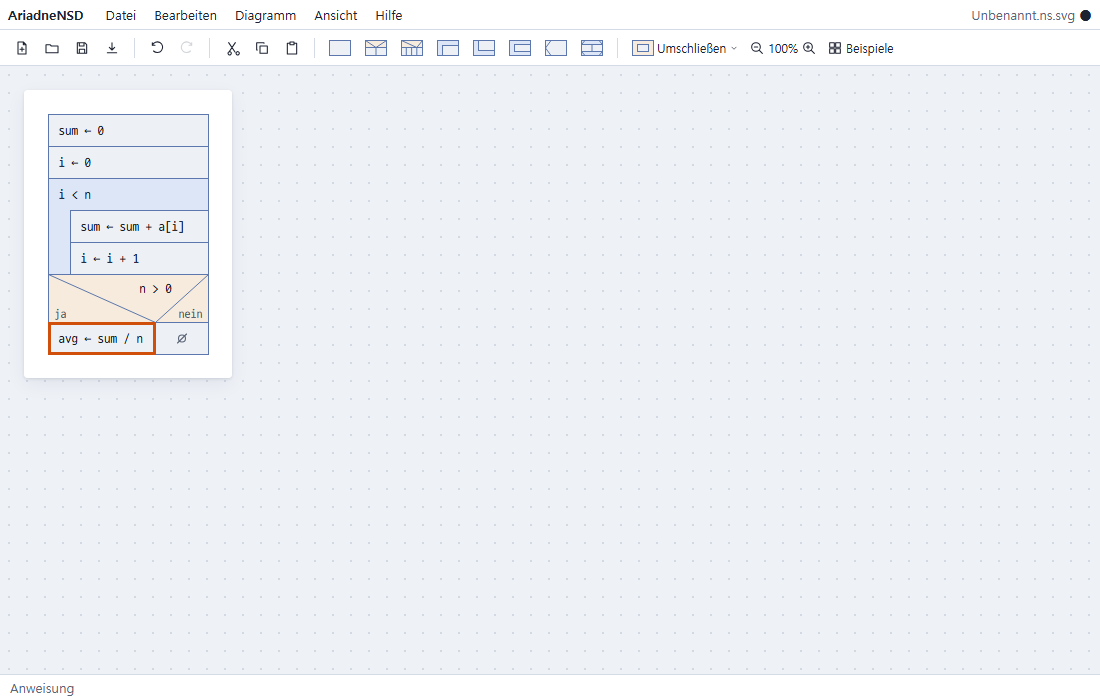 AriadneNSD Datei Bearbeiten Diagramm Ansicht Hilfe Unbenannt.ns.svg
Umschließen 100% Beispiele
sum ← 0
i ← 0
i < n
sum ← sum + a[i]
i ← i + 1
n > 0
ja nein
avg ← sum / n ∅
Anweisung